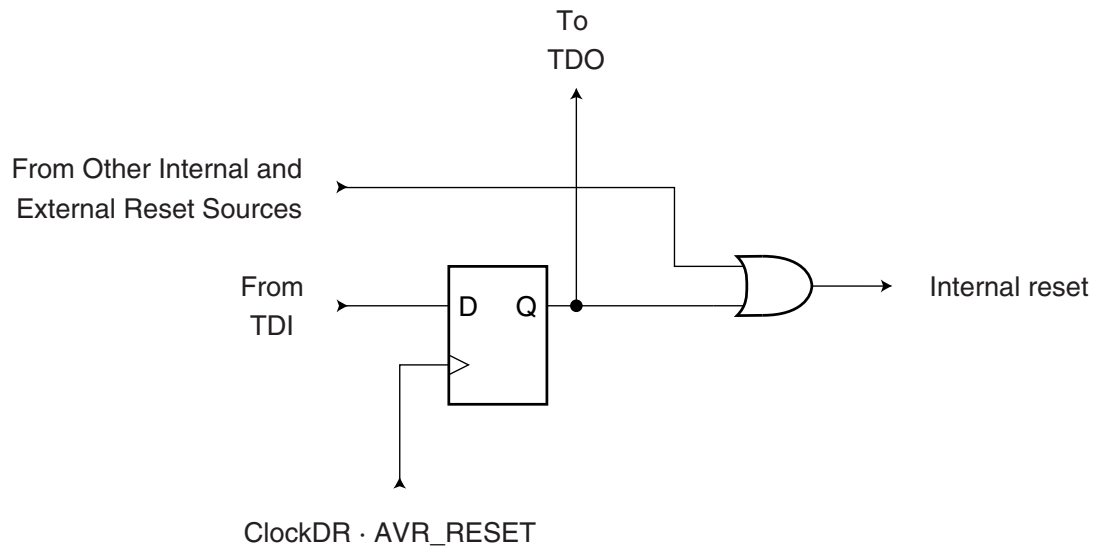 To
TDO
From Other Internal and
External Reset Sources
From
TDI
D Q
Internal reset
ClockDR · AVR_RESET